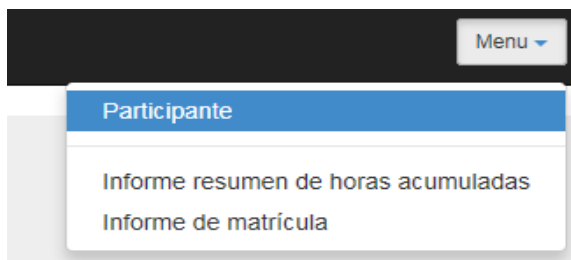 Menu
Participante
Informe resumen de horas acumuladas
Informe de matrícula